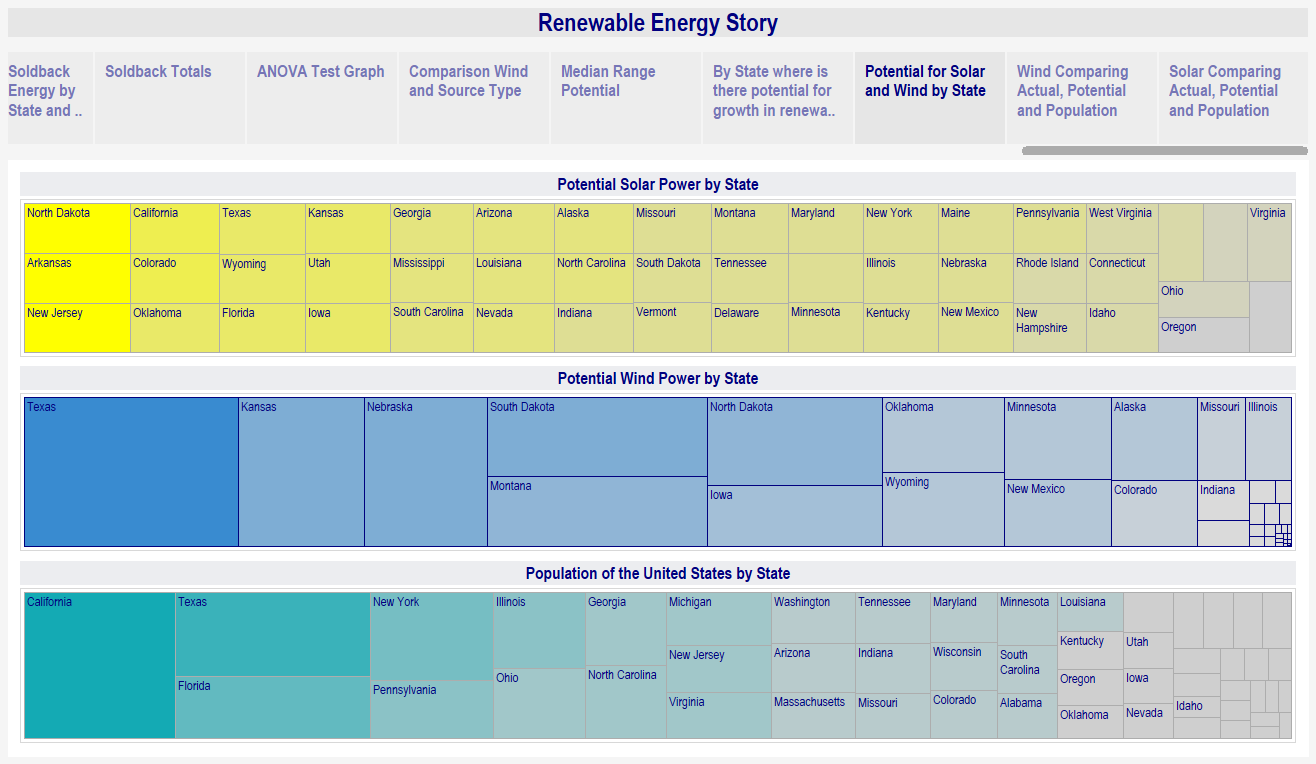 Renewable Energy Story
Soldback
Energy by
State and ..
Soldback Totals
ANOVA Test Graph
Comparison Wind
and Source Type
Median Range
Potential
By State where is
there potential for
growth in renewa..
Potential for Solar
and Wind by State
Wind Comparing
Actual, Potential
and Population
Solar Comparing
Actual, Potential
and Population
Potential Solar Power by State
North Dakota
California
Texas
Kansas
Georgia
Arizona
Alaska
Missouri
Montana
Maryland
New York
Maine
Pennsylvania
West Virginia
Virginia
Arkansas
Colorado
Wyoming
Utah
Mississippi
Louisiana
North Carolina
South Dakota
Tennessee
Illinois
Nebraska
Rhode Island
Connecticut
Ohio
New Jersey
Oklahoma
Florida
Iowa
South Carolina
Nevada
Indiana
Vermont
Delaware
Minnesota
Kentucky
New Mexico
New
Hampshire
Idaho
Oregon
Potential Wind Power by State
Texas
Kansas
Nebraska
South Dakota
North Dakota
Oklahoma
Minnesota
Alaska
Missouri
Illinois
Montana
Iowa
Wyoming
New Mexico
Colorado
Indiana
Population of the United States by State
California
Texas
New York
Illinois
Georgia
Michigan
Washington
Tennessee
Maryland
Minnesota
Louisiana
Florida
Pennsylvania
Ohio
North Carolina
New Jersey
Arizona
Indiana
Wisconsin
South
Carolina
Kentucky
Utah
Virginia
Massachusetts
Missouri
Colorado
Alabama
Oregon
Iowa
Oklahoma
Nevada
Idaho